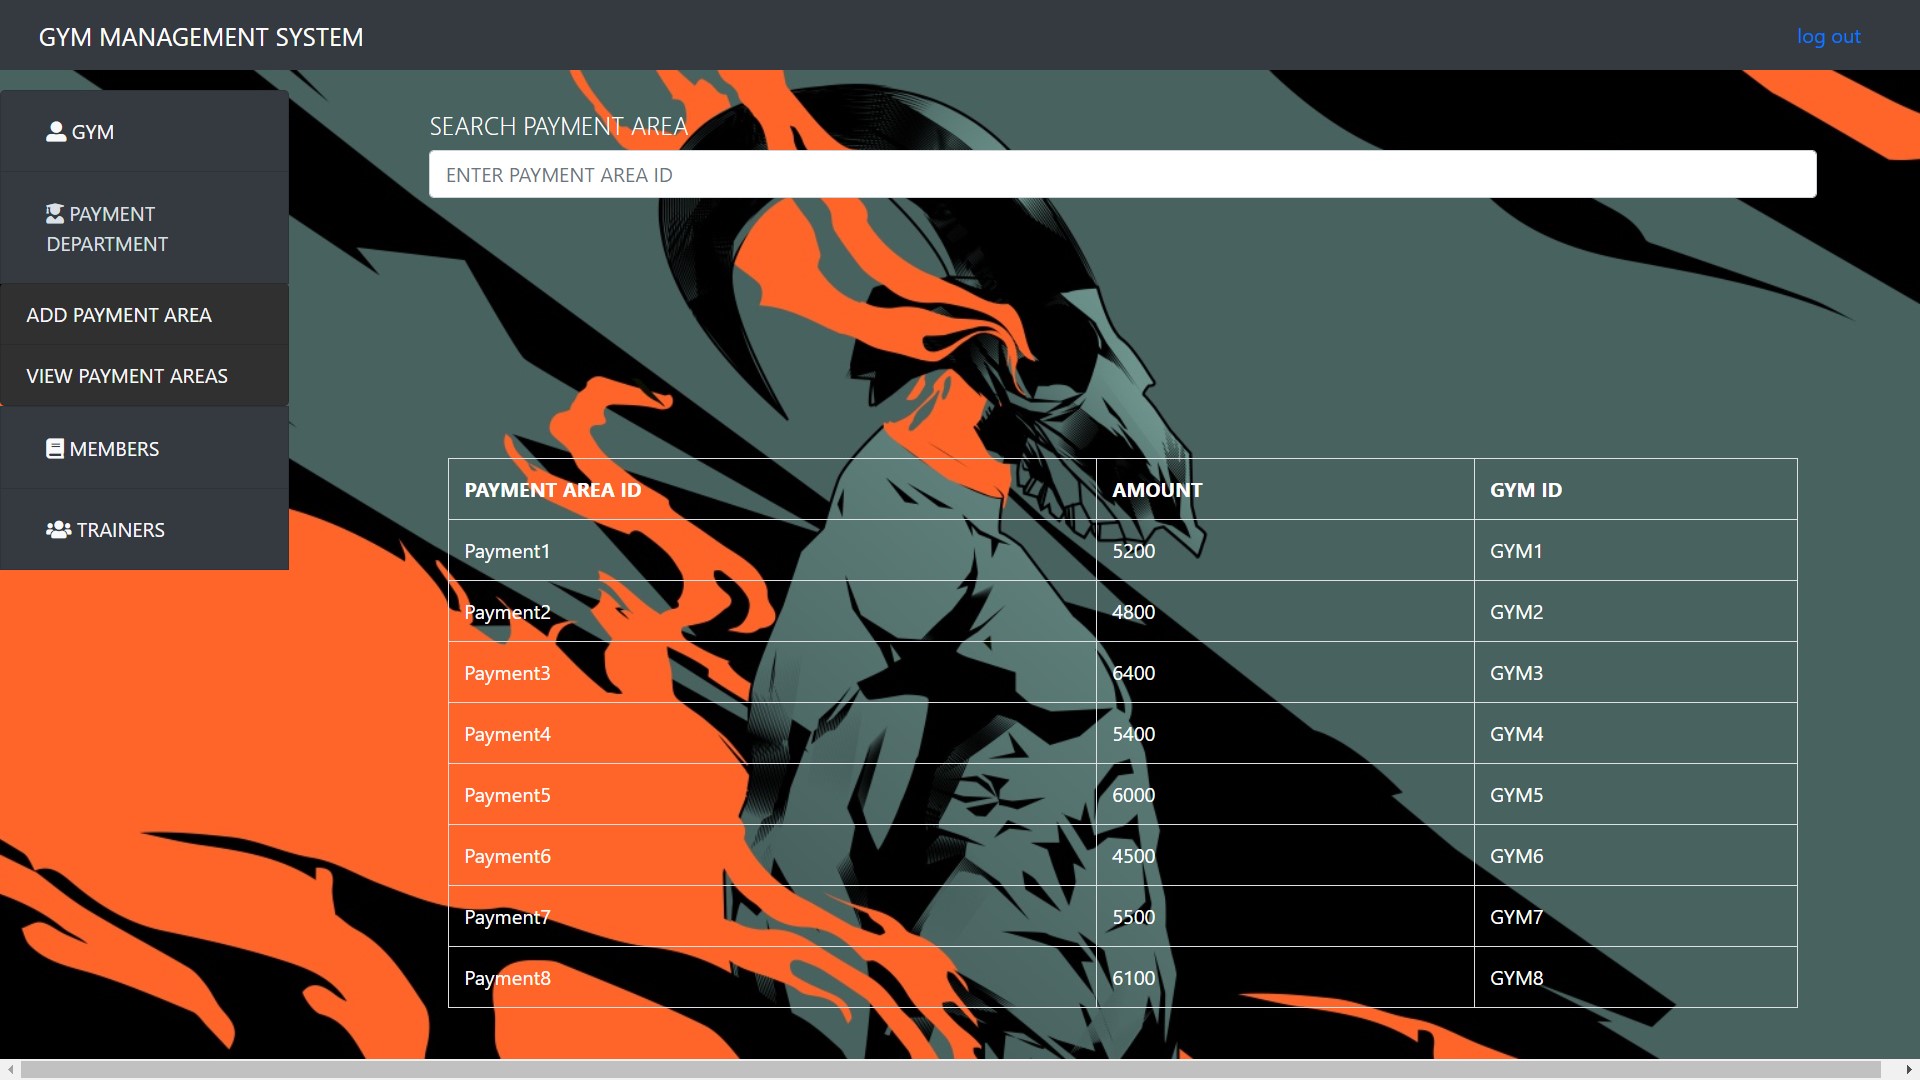 GYM MANAGEMENT SYSTEM
log out
GYM
PAYMENT
DEPARTMENT
ADD PAYMENT AREA
VIEW PAYMENT AREAS
MEMBERS
TRAINERS
SEARCH PAYMENT AREA
ENTER PAYMENT AREA ID
PAYMENT AREA ID AMOUNT GYM ID
Payment1 5200 GYM1
Payment2 4800 GYM2
Payment3 6400 GYM3
Payment4 5400 GYM4
Payment5 6000 GYM5
Payment6 4500 GYM6
Payment7 5500 GYM7
Payment8 6100 GYM8